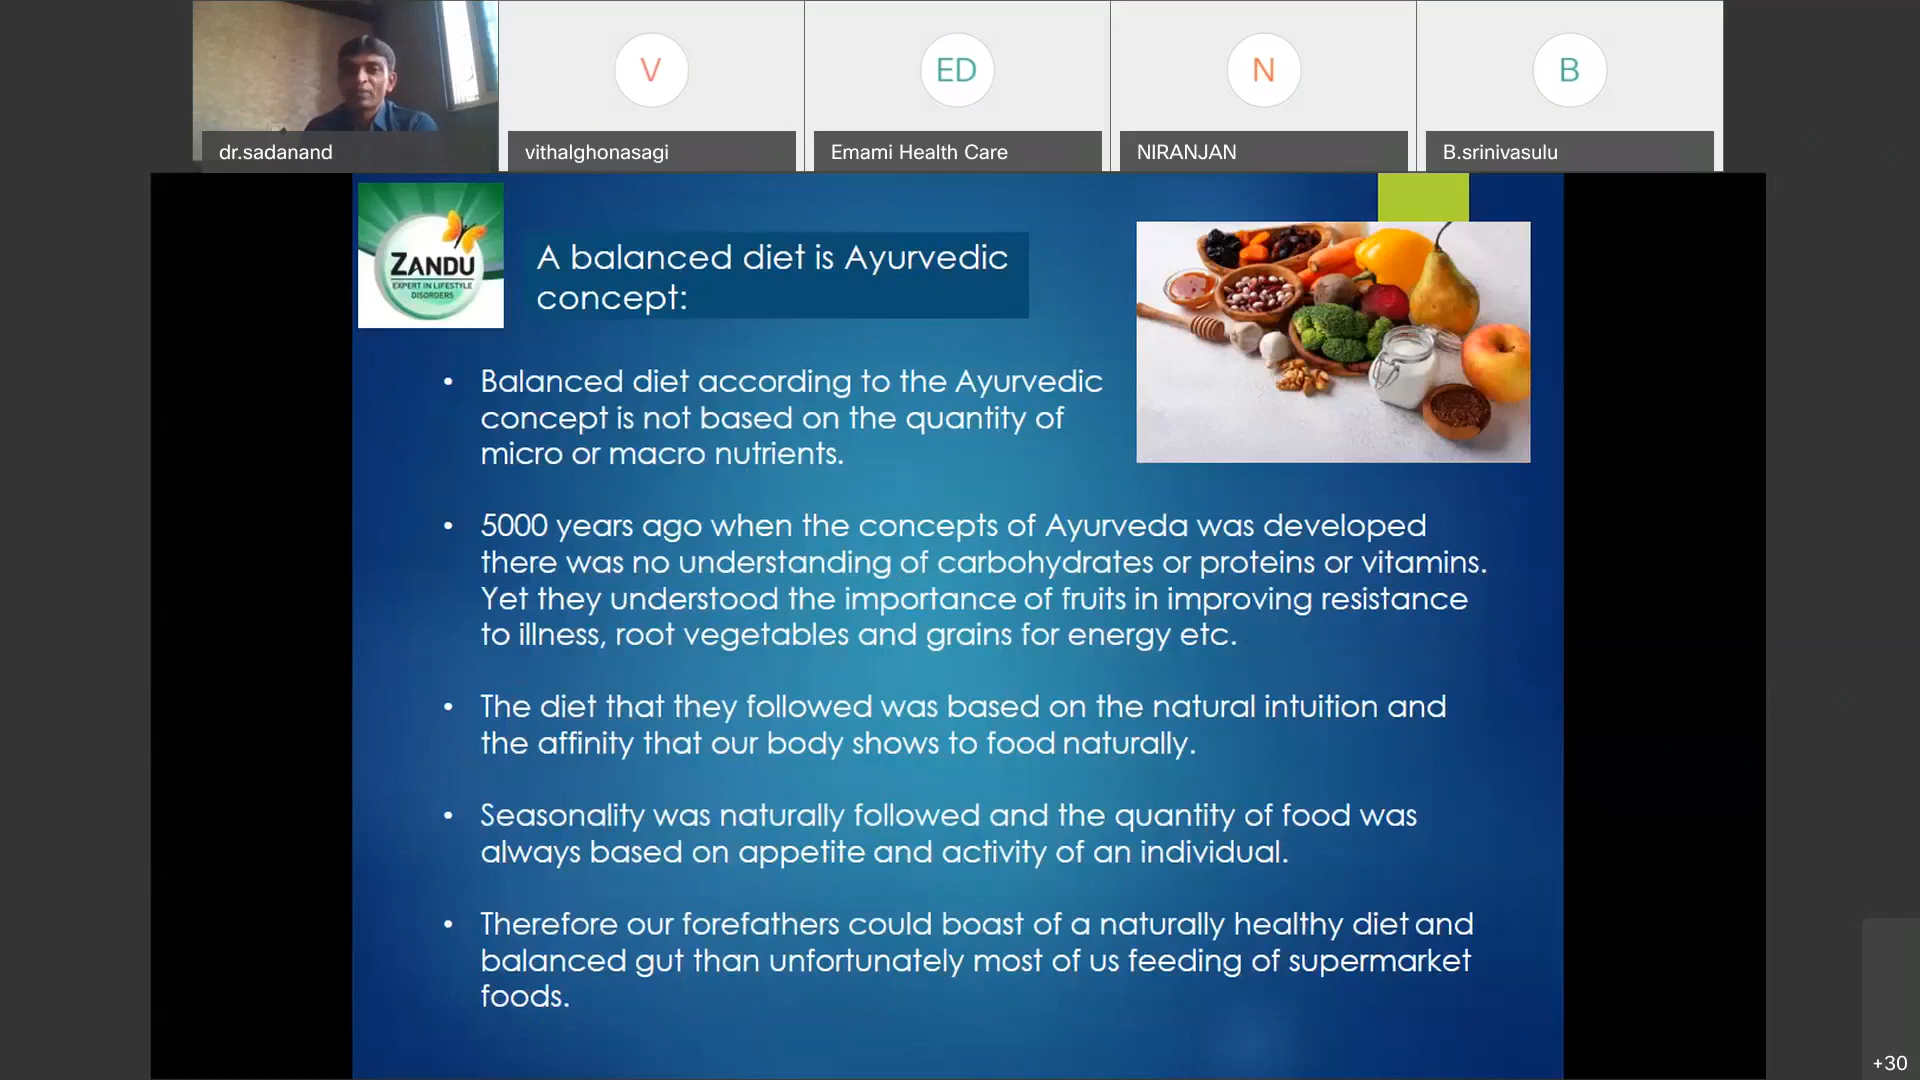 V
ED
N
B
dr.sadanand
vithalghonasagi
Emami Health Care
NIRANJAN
B.srinivasulu
ZANDU
EXPERT IN LIFESTYLE
DISORDERS
A balanced diet is Ayurvedic
concept:
• Balanced diet according to the Ayurvedic
concept is not based on the quantity of
micro or macro nutrients.
• 5000 years ago when the concepts of Ayurveda was developed
there was no understanding of carbohydrates or proteins or vitamins.
Yet they understood the importance of fruits in improving resistance
to illness, root vegetables and grains for energy etc.
• The diet that they followed was based on the natural intuition and
the affinity that our body shows to food naturally.
• Seasonality was naturally followed and the quantity of food was
always based on appetite and activity of an individual.
• Therefore our forefathers could boast of a naturally healthy diet and
balanced gut than unfortunately most of us feeding of supermarket
foods.
+30